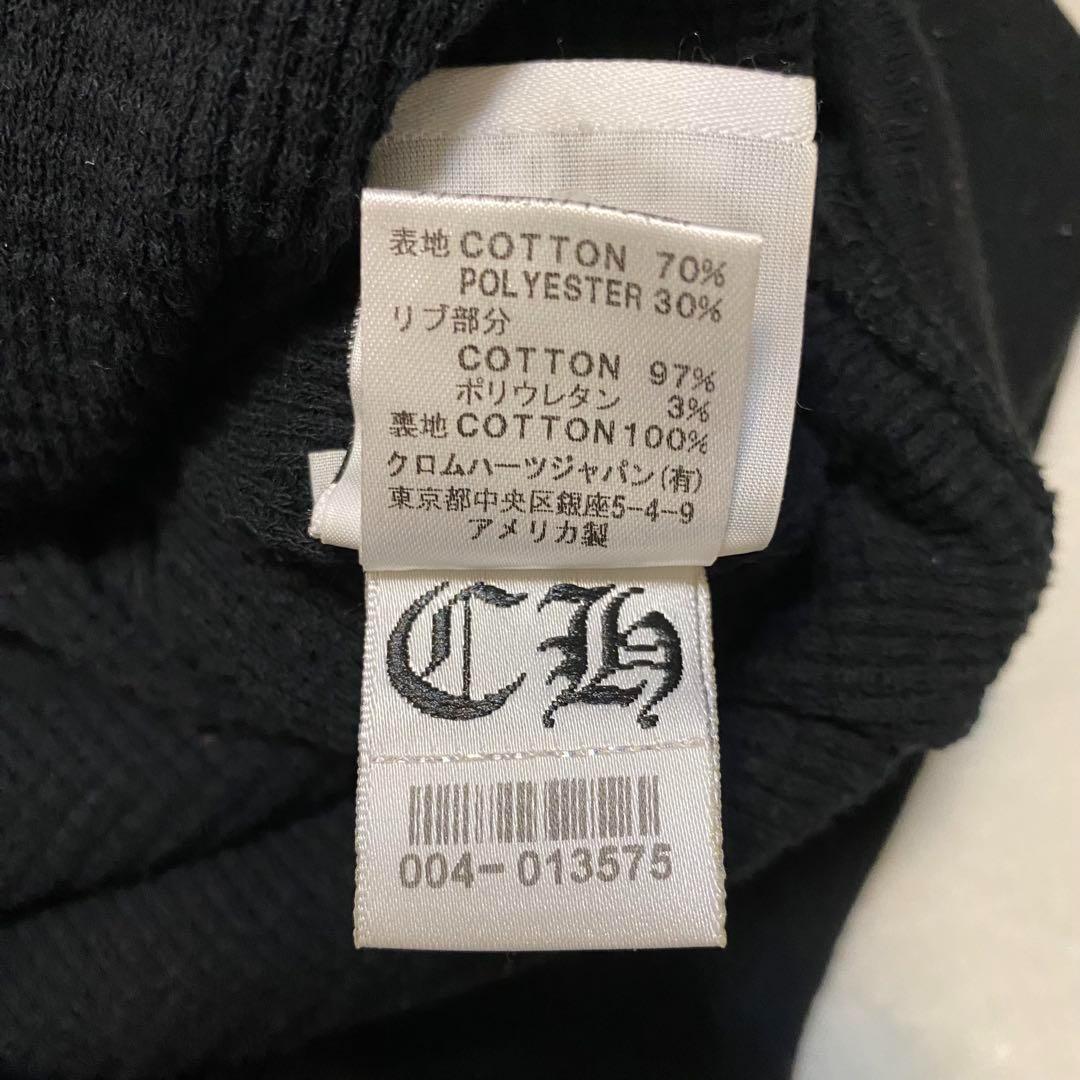 表地 COTTON 70%
POLYESTER 30%
リブ部分
COTTON 97%
ポリウレタン 3%
裏地 COTTON 100%
クロムハーツジャパン(有)
東京都中央区銀座5-4-9
アメリカ製
CH
004-013575